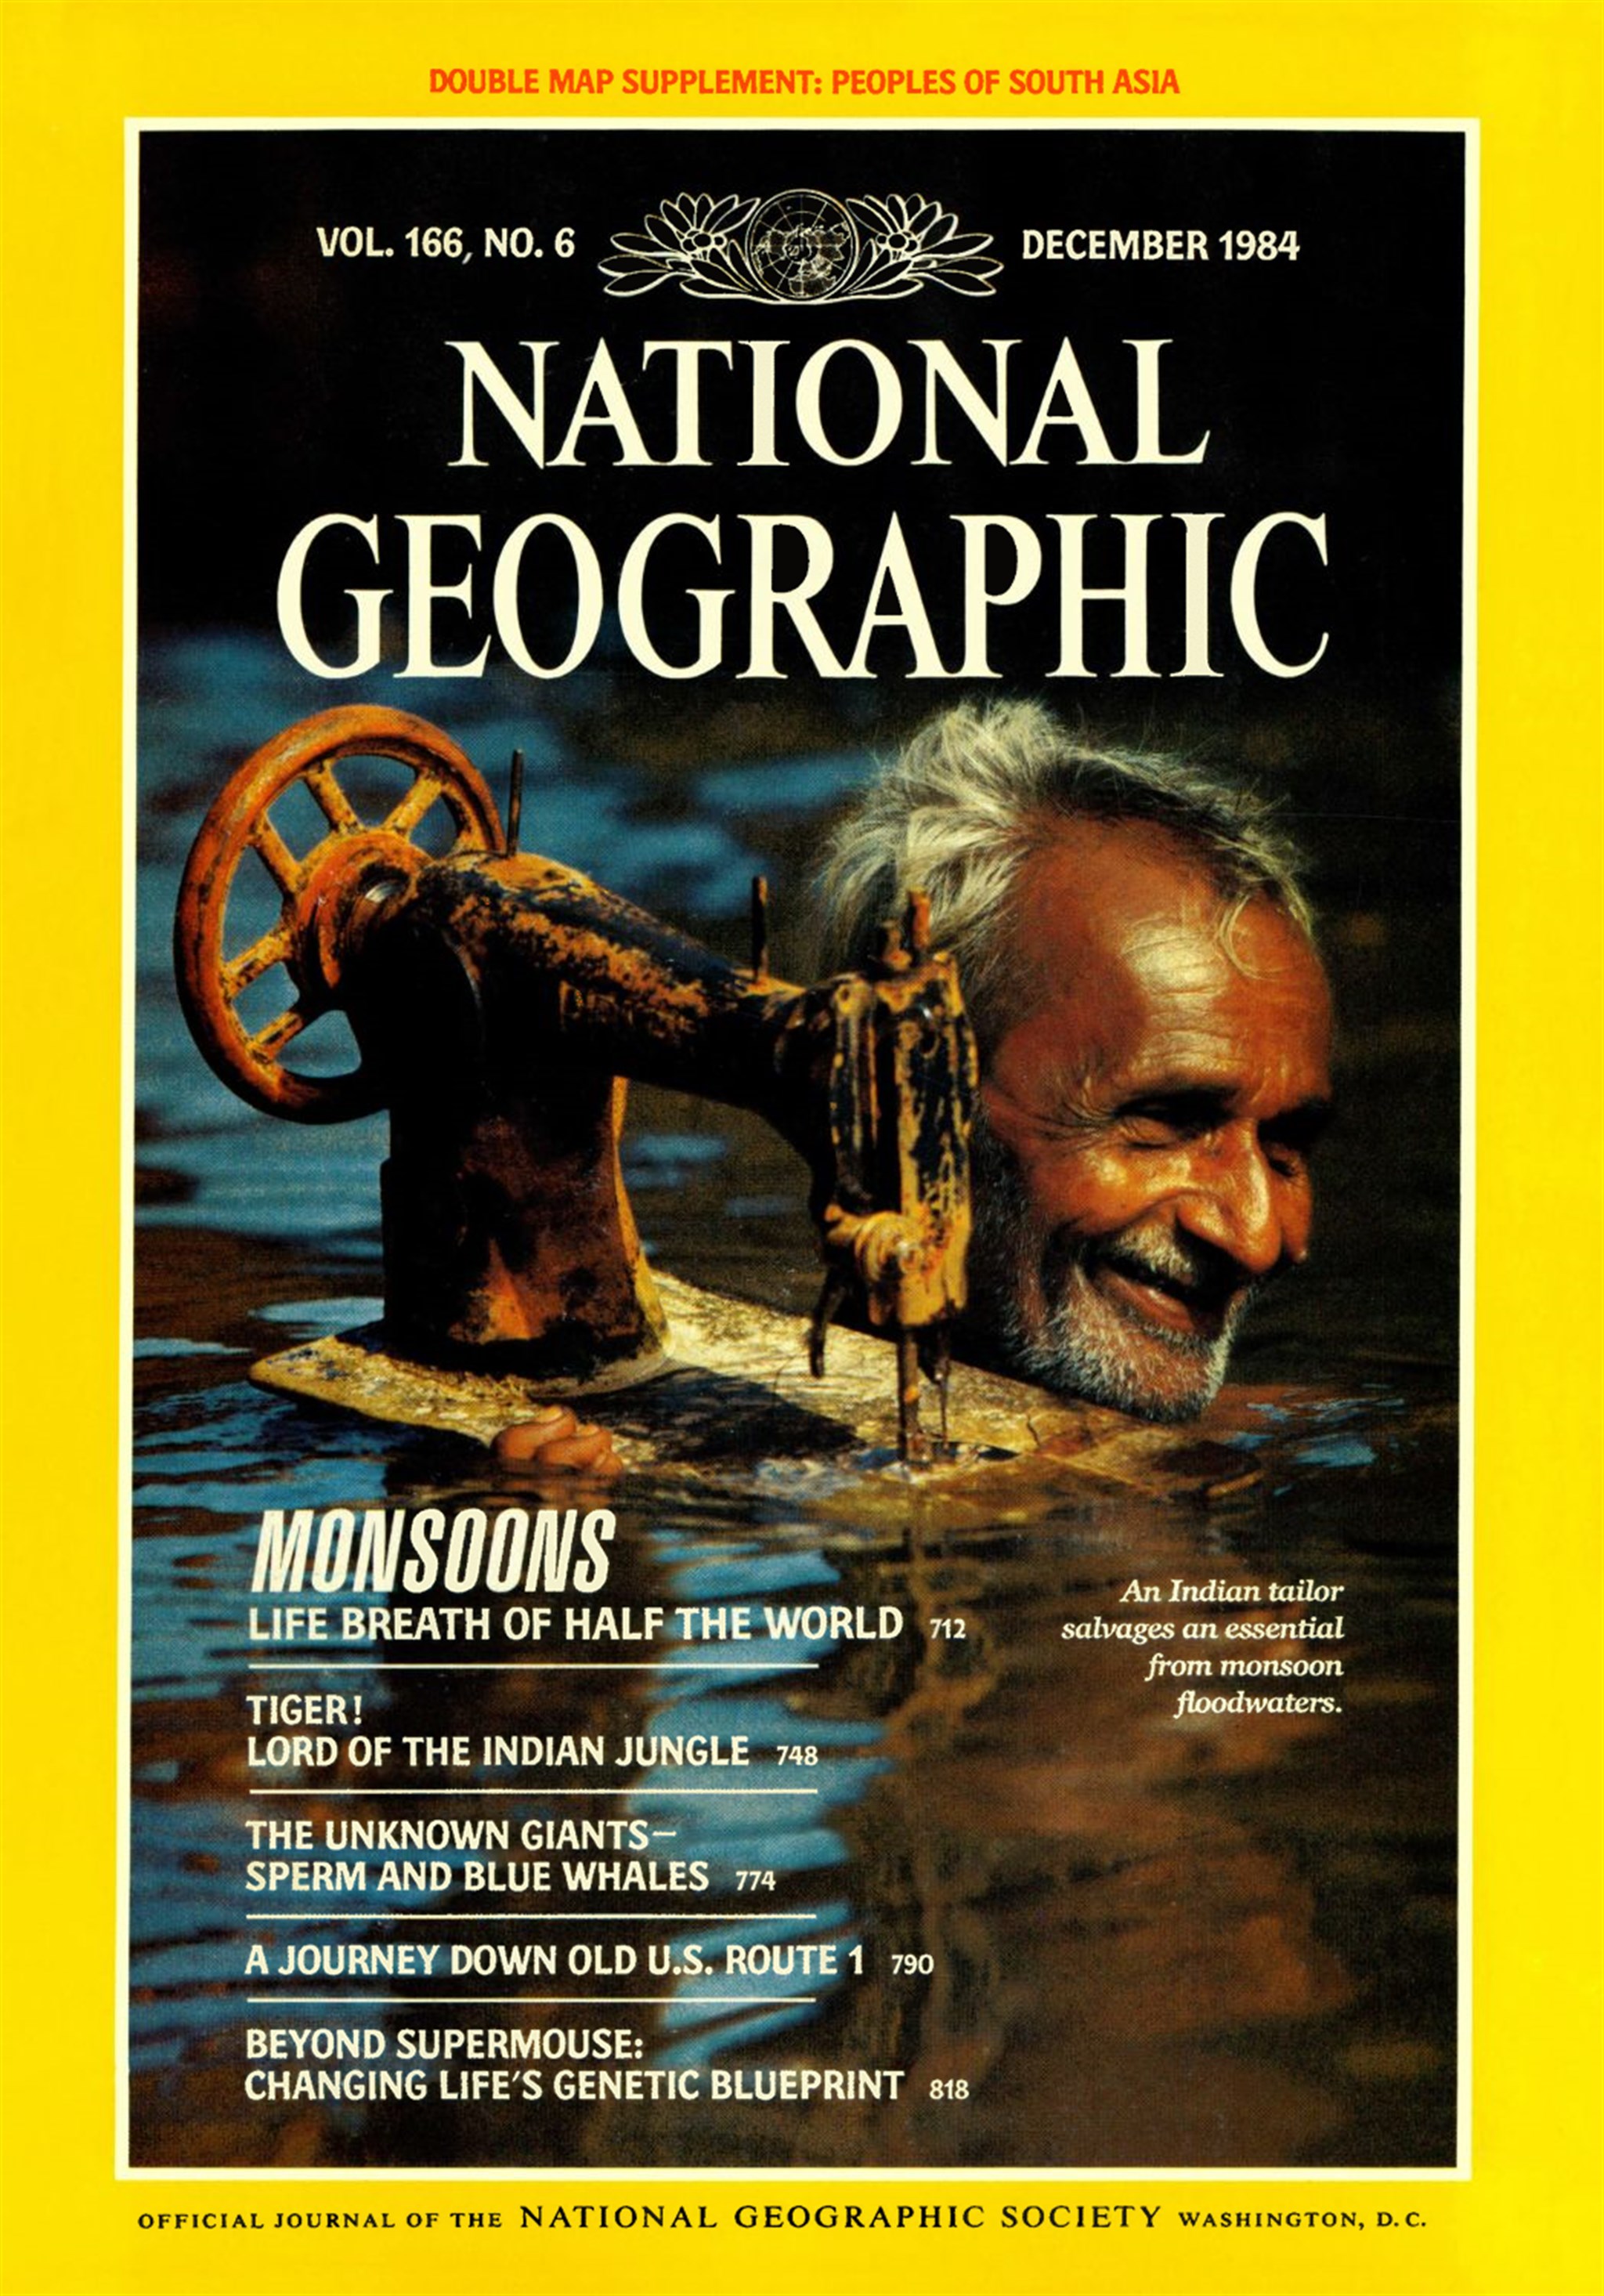 DOUBLE MAP SUPPLEMENT: PEOPLES OF SOUTH ASIA
VOL. 166, NO. 6
DECEMBER 1984
NATIONAL
GEOGRAPHIC
MONSOONS
LIFE BREATH OF HALF THE WORLD 712
TIGER!
LORD OF THE INDIAN JUNGLE 748
THE UNKNOWN GIANTS—
SPERM AND BLUE WHALES 774
A JOURNEY DOWN OLD U.S. ROUTE 1 790
BEYOND SUPERMOUSE:
CHANGING LIFE'S GENETIC BLUEPRINT 818
An Indian tailor
salvages an essential
from monsoon
floodwaters.
OFFICIAL JOURNAL OF THE NATIONAL GEOGRAPHIC SOCIETY WASHINGTON, D.C.